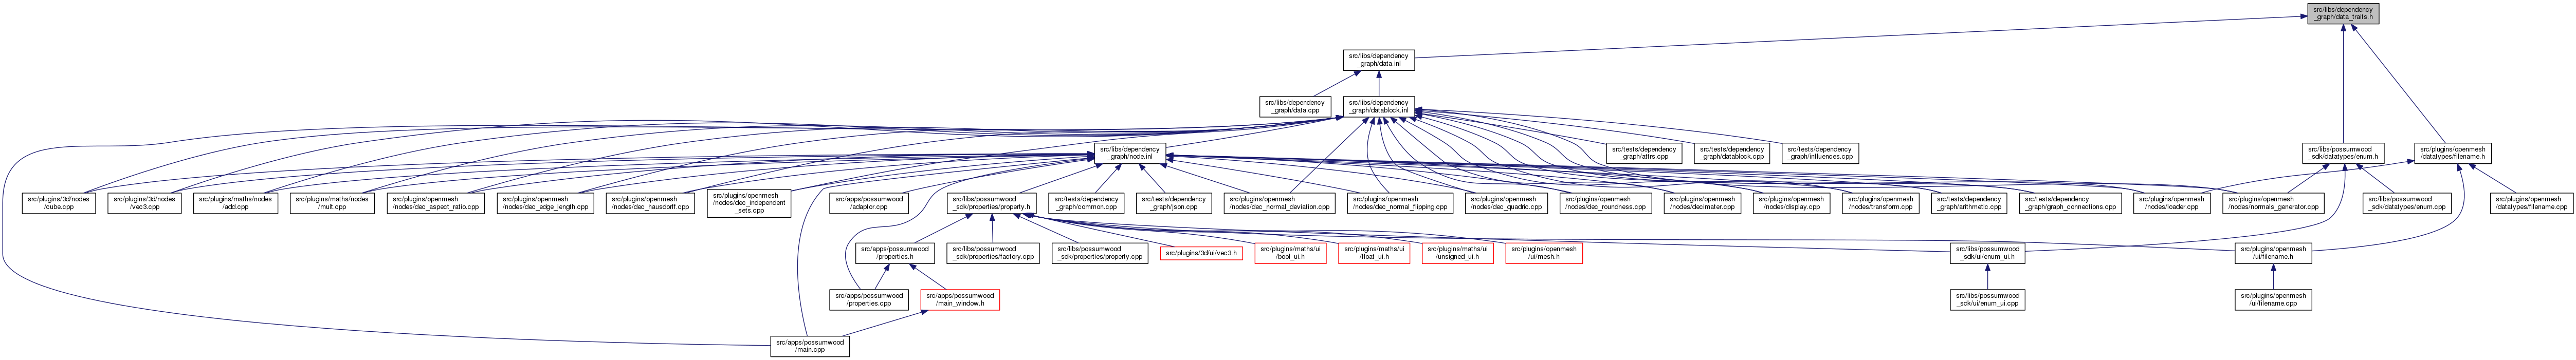 src/libs/dependency
_graph/data_traits.h
src/libs/dependency
_graph/data.inl
src/libs/dependency
_graph/data.cpp
src/libs/dependency
_graph/datablock.inl
src/libs/dependency
_graph/node.inl
src/tests/dependency
_graph/attrs.cpp
src/tests/dependency
_graph/datablock.cpp
src/tests/dependency
_graph/influences.cpp
src/libs/possumwood
_sdk/datatypes/enum.h
src/plugins/openmesh
/datatypes/filename.h
src/plugins/3d/nodes
/cube.cpp
src/plugins/3d/nodes
/vec3.cpp
src/plugins/maths/nodes
/add.cpp
src/plugins/maths/nodes
/mult.cpp
src/plugins/openmesh
/nodes/dec_aspect_ratio.cpp
src/plugins/openmesh
/nodes/dec_edge_length.cpp
src/plugins/openmesh
/nodes/dec_hausdorff.cpp
src/plugins/openmesh
/nodes/dec_independent
_sets.cpp
src/apps/possumwood
/adaptor.cpp
src/libs/possumwood
_sdk/properties/property.h
src/tests/dependency
_graph/common.cpp
src/tests/dependency
_graph/json.cpp
src/plugins/openmesh
/nodes/dec_normal_deviation.cpp
src/plugins/openmesh
/nodes/dec_normal_flipping.cpp
src/plugins/openmesh
/nodes/dec_quadric.cpp
src/plugins/openmesh
/nodes/dec_roundness.cpp
src/plugins/openmesh
/nodes/decimater.cpp
src/plugins/openmesh
/nodes/display.cpp
src/plugins/openmesh
/nodes/transform.cpp
src/tests/dependency
_graph/arithmetic.cpp
src/tests/dependency
_graph/graph_connections.cpp
src/plugins/openmesh
/nodes/loader.cpp
src/plugins/openmesh
/nodes/normals_generator.cpp
src/libs/possumwood
_sdk/datatypes/enum.cpp
src/plugins/openmesh
/datatypes/filename.cpp
src/apps/possumwood
/properties.h
src/libs/possumwood
_sdk/properties/factory.cpp
src/libs/possumwood
_sdk/properties/property.cpp
src/plugins/3d/ui/vec3.h
src/plugins/maths/ui
/bool_ui.h
src/plugins/maths/ui
/float_ui.h
src/plugins/maths/ui
/unsigned_ui.h
src/plugins/openmesh
/ui/mesh.h
src/libs/possumwood
_sdk/ui/enum_ui.h
src/plugins/openmesh
/ui/filename.h
src/apps/possumwood
/properties.cpp
src/apps/possumwood
/main_window.h
src/libs/possumwood
_sdk/ui/enum_ui.cpp
src/plugins/openmesh
/ui/filename.cpp
src/apps/possumwood
/main.cpp